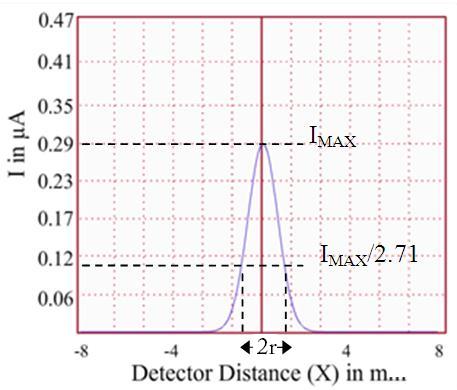 0.47
0.41
0.35
I in µA
0.29
I_MAX
0.23
0.17
I_MAX/2.71
0.12
0.06
2r
-8
-4
4
8
Detector Distance (X) in m...